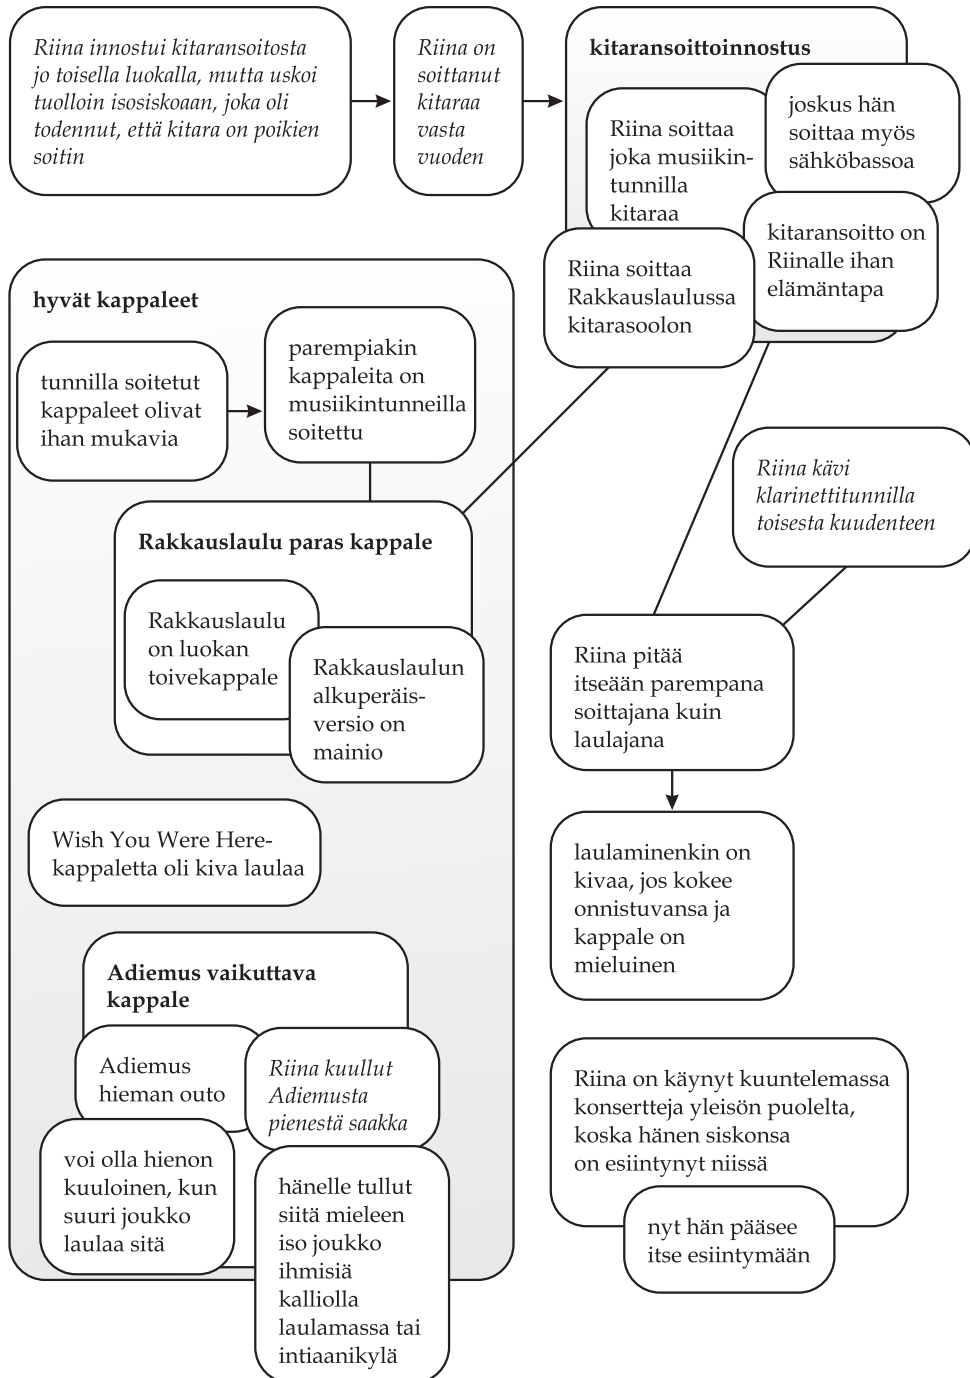 Riina innostui kitaransoitosta
jo toisella luokalla, mutta uskoi
tuolloin isosiskoaan, joka oli
todennut, että kitara on poikien
soitin
Riina on
soittanut
kitaraa
vasta
vuoden
kitaransoittoinnostus
Riina soittaa
joka musiikin-
tunnilla
kitaraa
joskus hän
soittaa myös
sähköbassoa
kitaransoitto on
Riinalle ihan
elämäntapa
Riina soittaa
Rakkauslaulussa
kitarasoolon
hyvät kappaleet
tunnilla soitetut
kappaleet olivat
ihan mukavia
parempiakin
kappaleita on
musiikintunneilla
soitettu
Rakkauslaulu paras kappale
Rakkauslaulu
on luokan
toivekappale
Rakkauslaulun
alkuperäis-
versio on
mainio
Wish You Were Here-
kappaletta oli kiva laulaa
Adiemus vaikuttava
kappale
Adiemus
hieman outo
Riina kuullut
Adiemusta
pienestä saakka
voi olla hienon
kuuloinen, kun
suuri joukko
laulaa sitä
hänelle tullut
siitä mieleen
iso joukko
ihmisiä
kalliolla
laulamassa tai
intiaanikylä
Riina kävi
klarinettitunnilla
toisesta kuudenteen
Riina pitää
itseään parempana
soittajana kuin
laulajana
laulaminenkin on
kivaa, jos kokee
onnistuvansa ja
kappale on
mieluinen
Riina on käynyt kuuntelemassa
konsertteja yleisön puolelta,
koska hänen siskonsa
on esiintynyt niissä
nyt hän pääsee
itse esiintymään